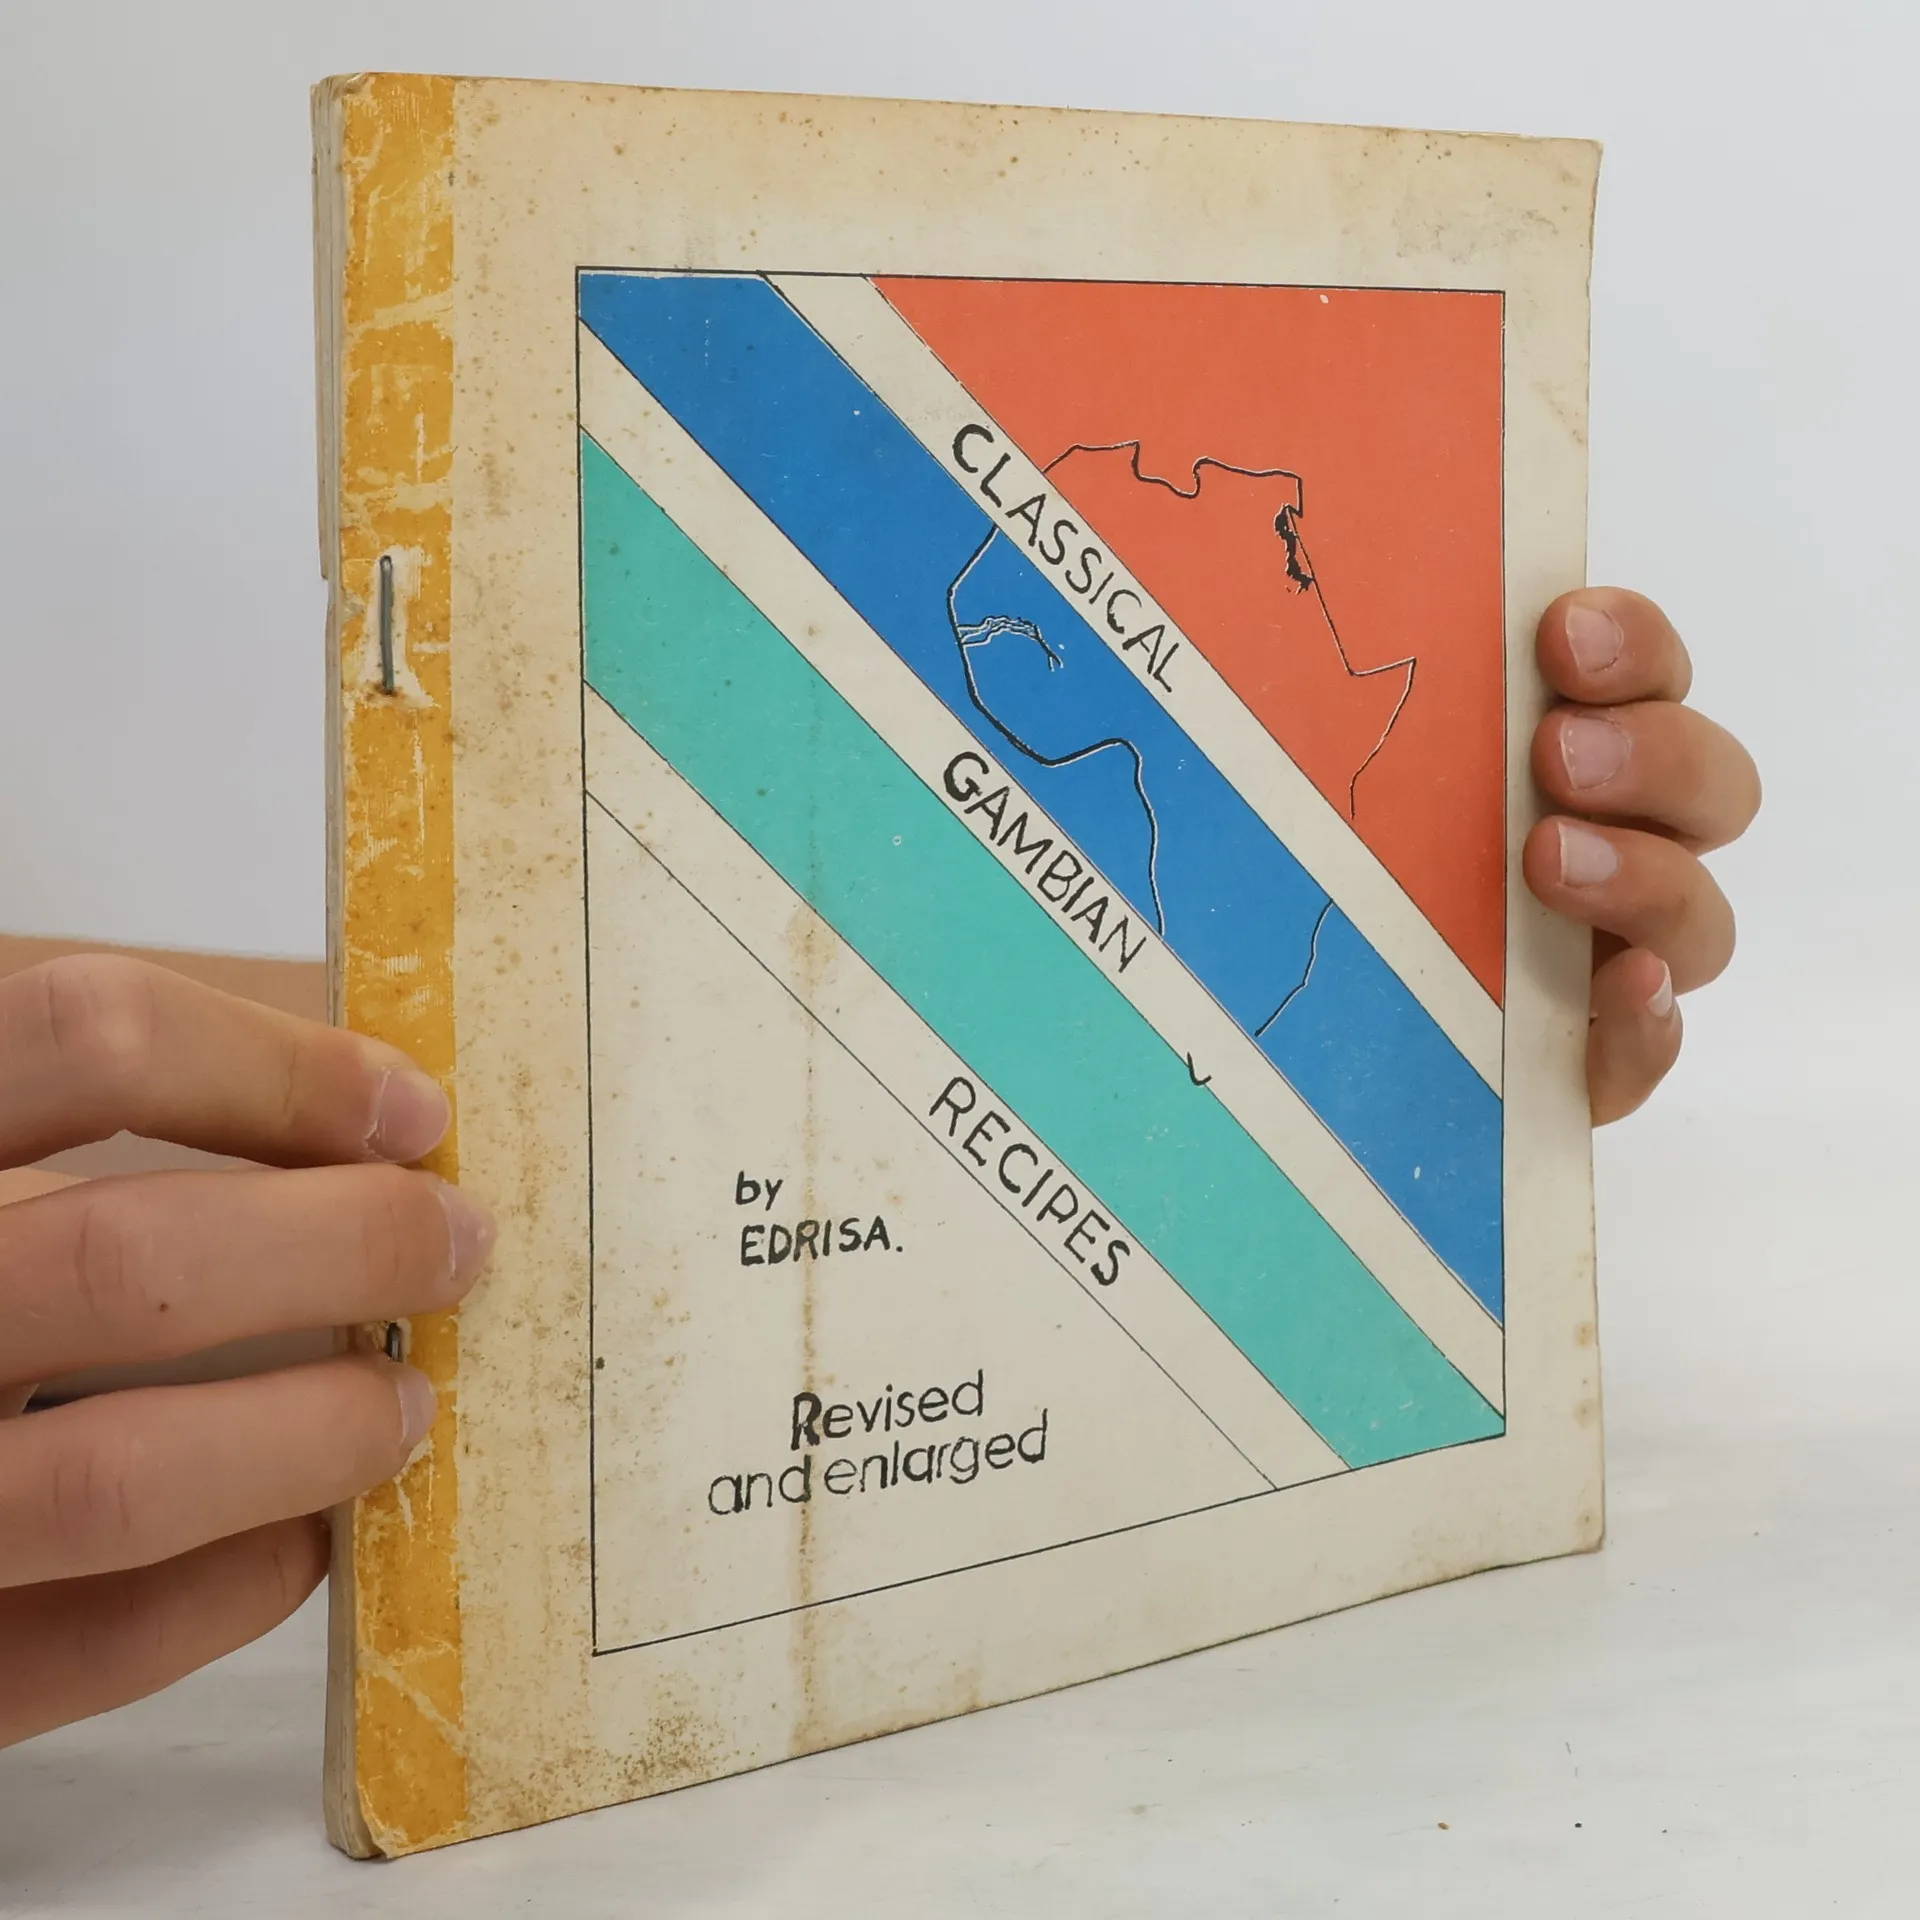 CLASSICAL
GAMBIAN
RECIPES
by
EDRISA.
Revised
and enlarged